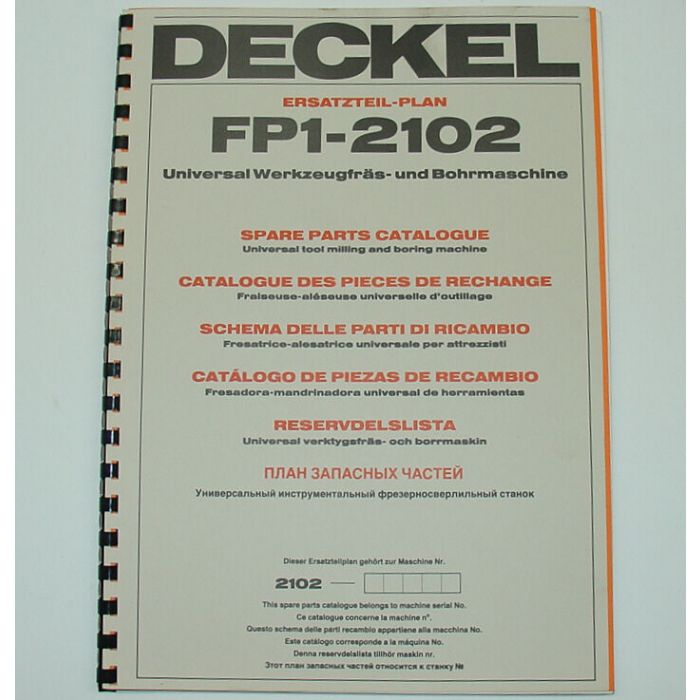 DECKEL
ERSATZTEIL-PLAN
FP1-2102
Universal Werkzeugfräs- und Bohrmaschine
SPARE PARTS CATALOGUE
Universal tool milling and boring machine
CATALOGUE DES PIECES DE RECHANGE
Fraiseuse-aléseuse universelle d'outillage
SCHEMA DELLE PARTI DI RICAMBIO
Fresatrice-alesatrice universale per attrezzisti
CATÁLOGO DE PIEZAS DE RECAMBIO
Fresadora-mandrinadora universal de herramientas
RESERVDELSLISTA
Universal verktygsfräs- och borrmaskin
ПЛАН ЗАПАСНЫХ ЧАСТЕЙ
Универсальный инструментальный фрезерносверлильный станок
Dieser Ersatzteilplan gehört zur Maschine Nr.
2102 —
This spare parts catalogue belongs to machine serial No.
Ce catalogue concerne la machine n°.
Questo schema delle parti recambio appartiene alla macchina No.
Este catálogo corresponde a la máquina No.
Denna reservdelslista tillhör maskin nr.
Этот план запасных частей относится к станку №